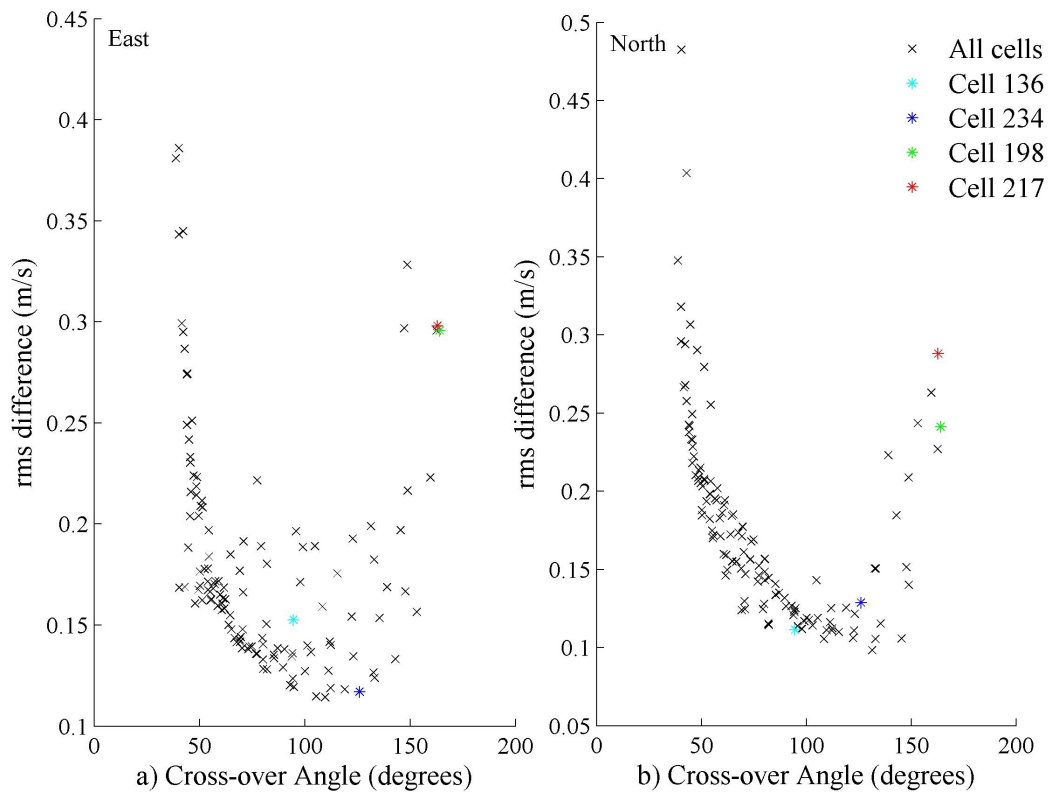 East
0.45
0.4
0.35
0.3
0.25
0.2
0.15
0.1
rms difference (m/s)
0 50 100 150 200
a) Cross-over Angle (degrees)
North
0.5
0.45
0.4
0.35
0.3
0.25
0.2
0.15
0.1
0.05
rms difference (m/s)
0 50 100 150 200
b) Cross-over Angle (degrees)
All cells
Cell 136
Cell 234
Cell 198
Cell 217